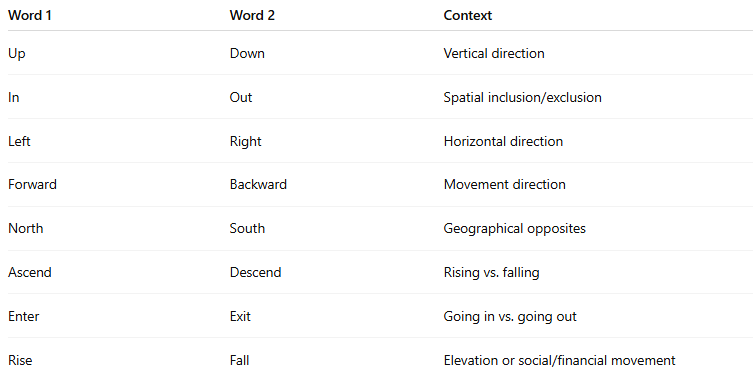 Word 1 Word 2 Context
Up Down Vertical direction
In Out Spatial inclusion/exclusion
Left Right Horizontal direction
Forward Backward Movement direction
North South Geographical opposites
Ascend Descend Rising vs. falling
Enter Exit Going in vs. going out
Rise Fall Elevation or social/financial movement